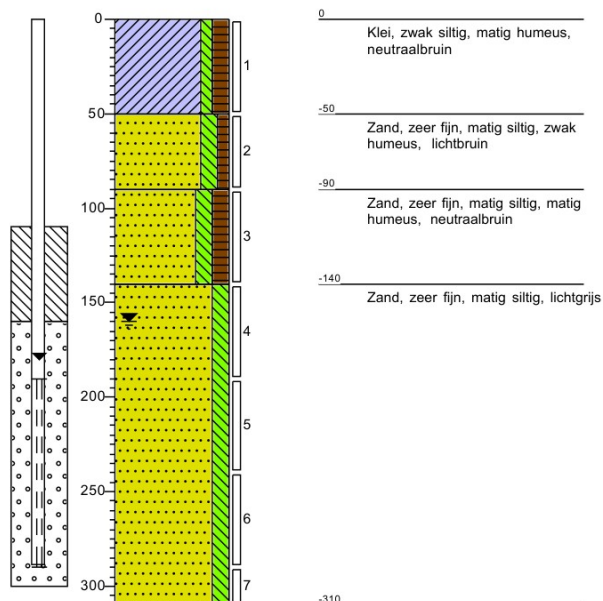 0
50
100
150
200
250
300
1
2
3
4
5
6
7
0
Klei, zwak siltig, matig humeus,
neutraalbruin
-50
Zand, zeer fijn, matig siltig, zwak
humeus, lichtbruin
-90
Zand, zeer fijn, matig siltig, matig
humeus, neutraalbruin
-140
Zand, zeer fijn, matig siltig, lichtgrijs
-310